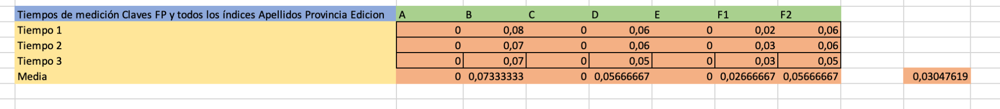 Tiempos de medición Claves FP y todos los índices Apellidos Provincia Edicion A B C D E F1 F2
Tiempo 1 0 0,08 0 0,06 0 0,02 0,06
Tiempo 2 0 0,07 0 0,06 0 0,03 0,06
Tiempo 3 0 0,07 0 0,05 0 0,03 0,05
Media 0 0,07333333 0 0,05666667 0 0,02666667 0,05666667 0,03047619